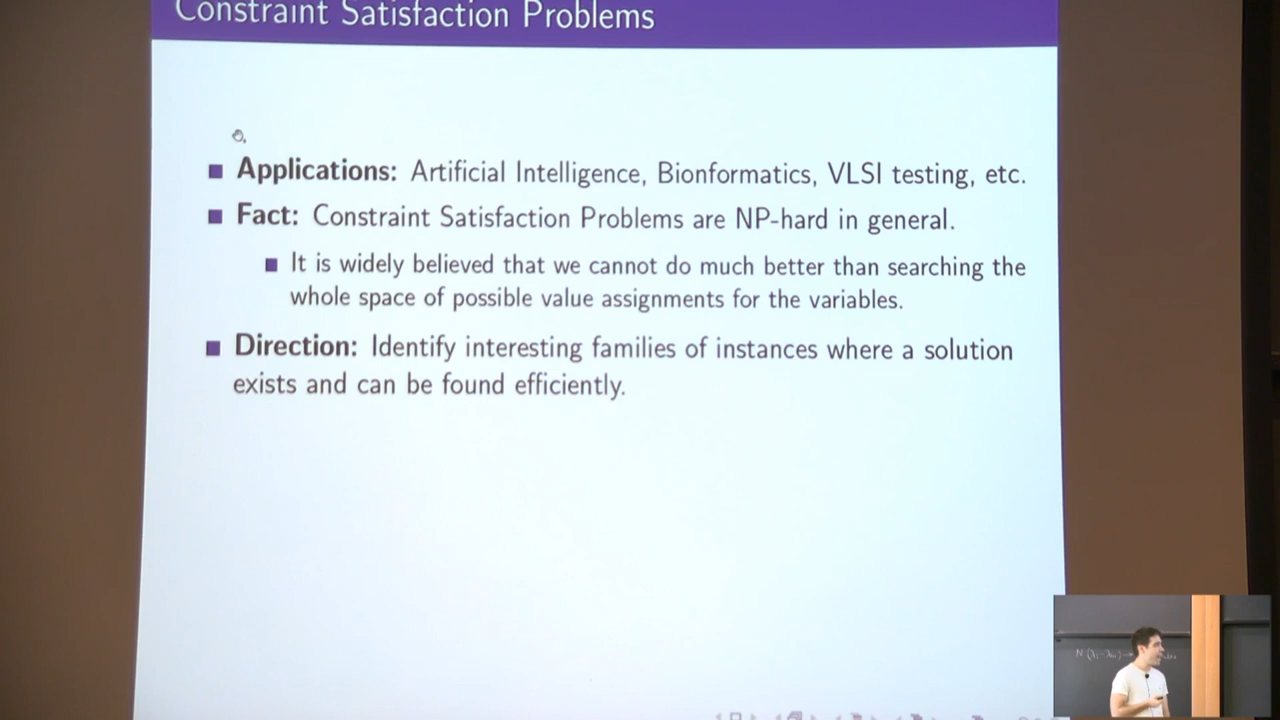 Constraint Satisfaction Problems
Applications: Artificial Intelligence, Bionformatics, VLSI testing, etc.
Fact: Constraint Satisfaction Problems are NP-hard in general.
It is widely believed that we cannot do much better than searching the
whole space of possible value assignments for the variables.
Direction: Identify interesting families of instances where a solution
exists and can be found efficiently.